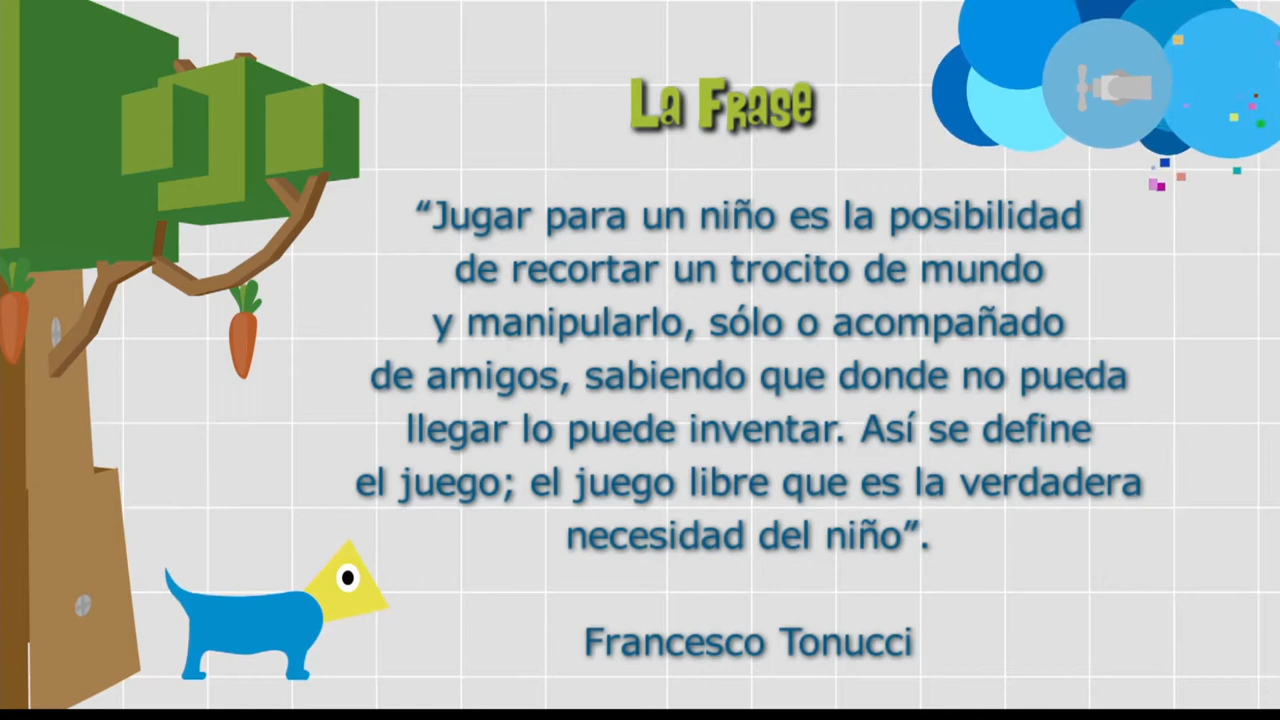 La Frase
“Jugar para un niño es la posibilidad
de recortar un trocito de mundo
y manipularlo, sólo o acompañado
de amigos, sabiendo que donde no pueda
llegar lo puede inventar. Así se define
el juego; el juego libre que es la verdadera
necesidad del niño”.
Francesco Tonucci